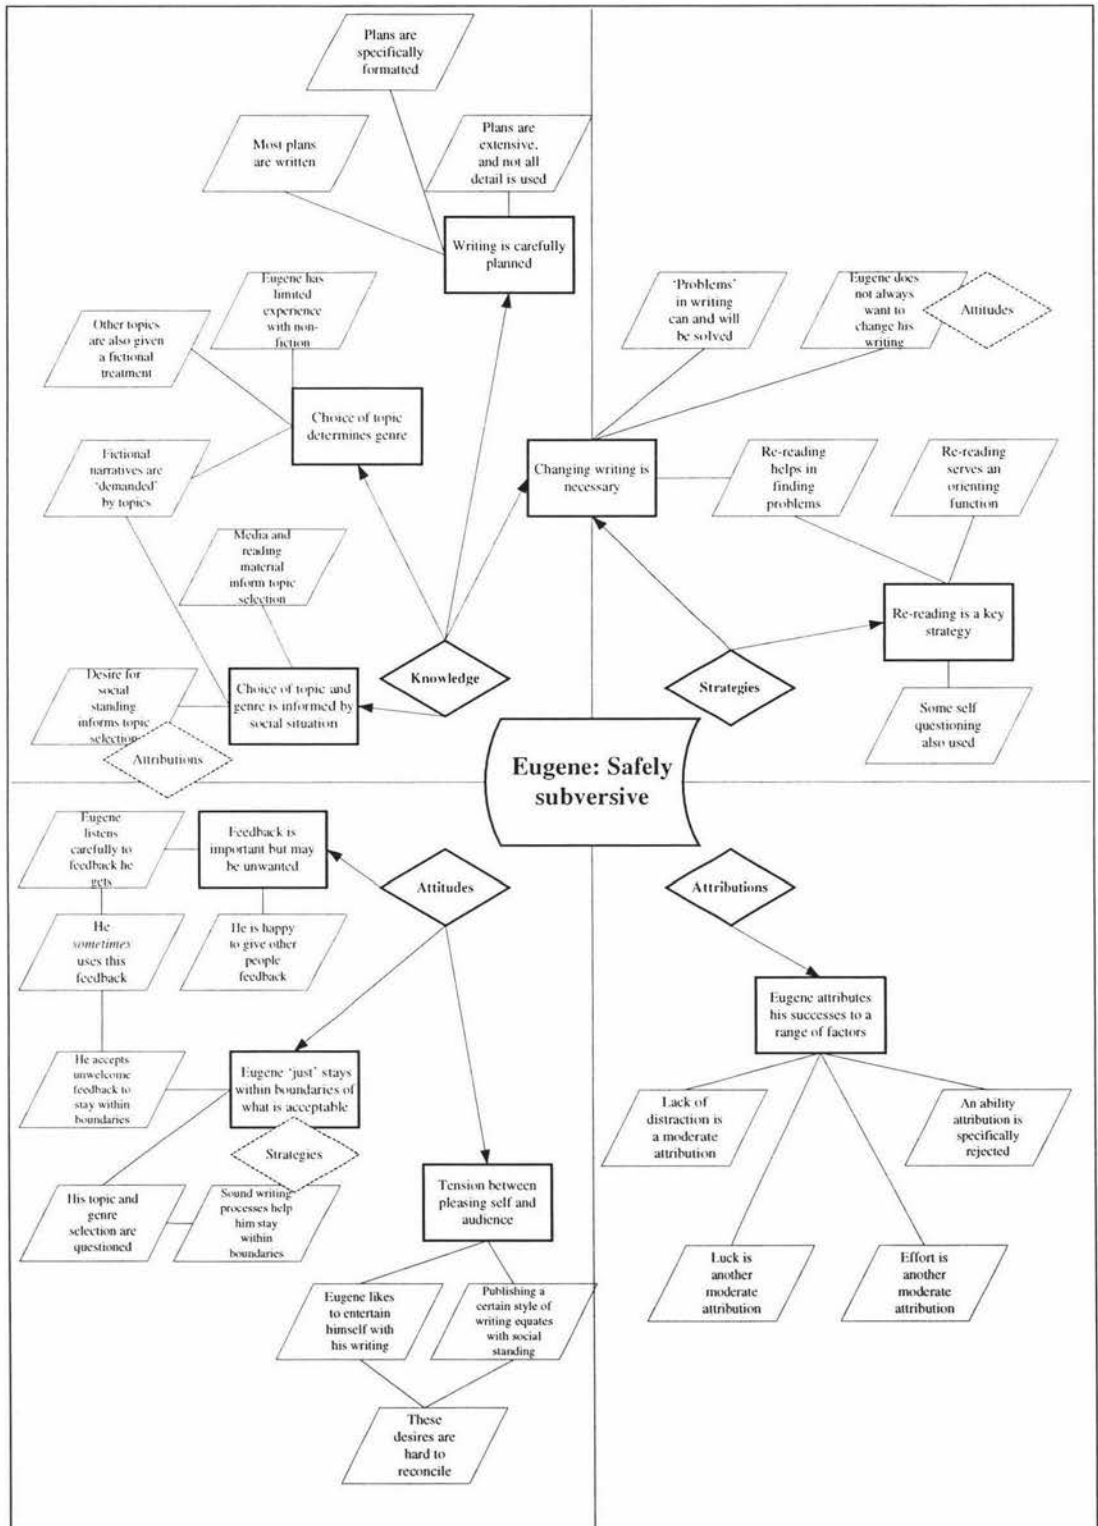 Plans are
specifically
formatted
Most plans
are written
Plans are
extensive,
and not all
detail is used
Writing is carefully
planned
Eugene has
limited
experience
with non-
fiction
Other topics
are also given
a fictional
treatment
Choice of topic
determines genre
Fictional
narratives are
‘demanded’
by topics
Media and
reading
material
inform topic
selection
Desire for
social
standing
informs topic
selection
Attributions
Choice of topic and
genre is informed by
social situation
Knowledge
‘Problems’
in writing
can and will
be solved
Eugene does
not always
want to
change his
writing
Attitudes
Changing writing is
necessary
Re-reading
helps in
finding
problems
Re-reading
serves an
orienting
function
Re-reading is a key
strategy
Strategies
Some self
questioning
also used
Eugene: Safely
subversive
Eugene
listens
carefully to
feedback he
gets
Feedback is
important but may
be unwanted
Attitudes
He
sometimes
uses this
feedback
He is happy
to give other
people
feedback
He accepts
unwelcome
feedback to
stay within
boundaries
Eugene ‘just’ stays
within boundaries of
what is acceptable
Strategies
His topic and
genre
selection are
questioned
Sound writing
processes help
him stay
within
boundaries
Tension between
pleasing self and
audience
Eugene likes
to entertain
himself with
his writing
Publishing a
certain style of
writing equates
with social
standing
These
desires are
hard to
reconcile
Attributions
Eugene attributes
his successes to a
range of factors
Lack of
distraction is
a moderate
attribution
An ability
attribution is
specifically
rejected
Luck is
another
moderate
attribution
Effort is
another
moderate
attribution